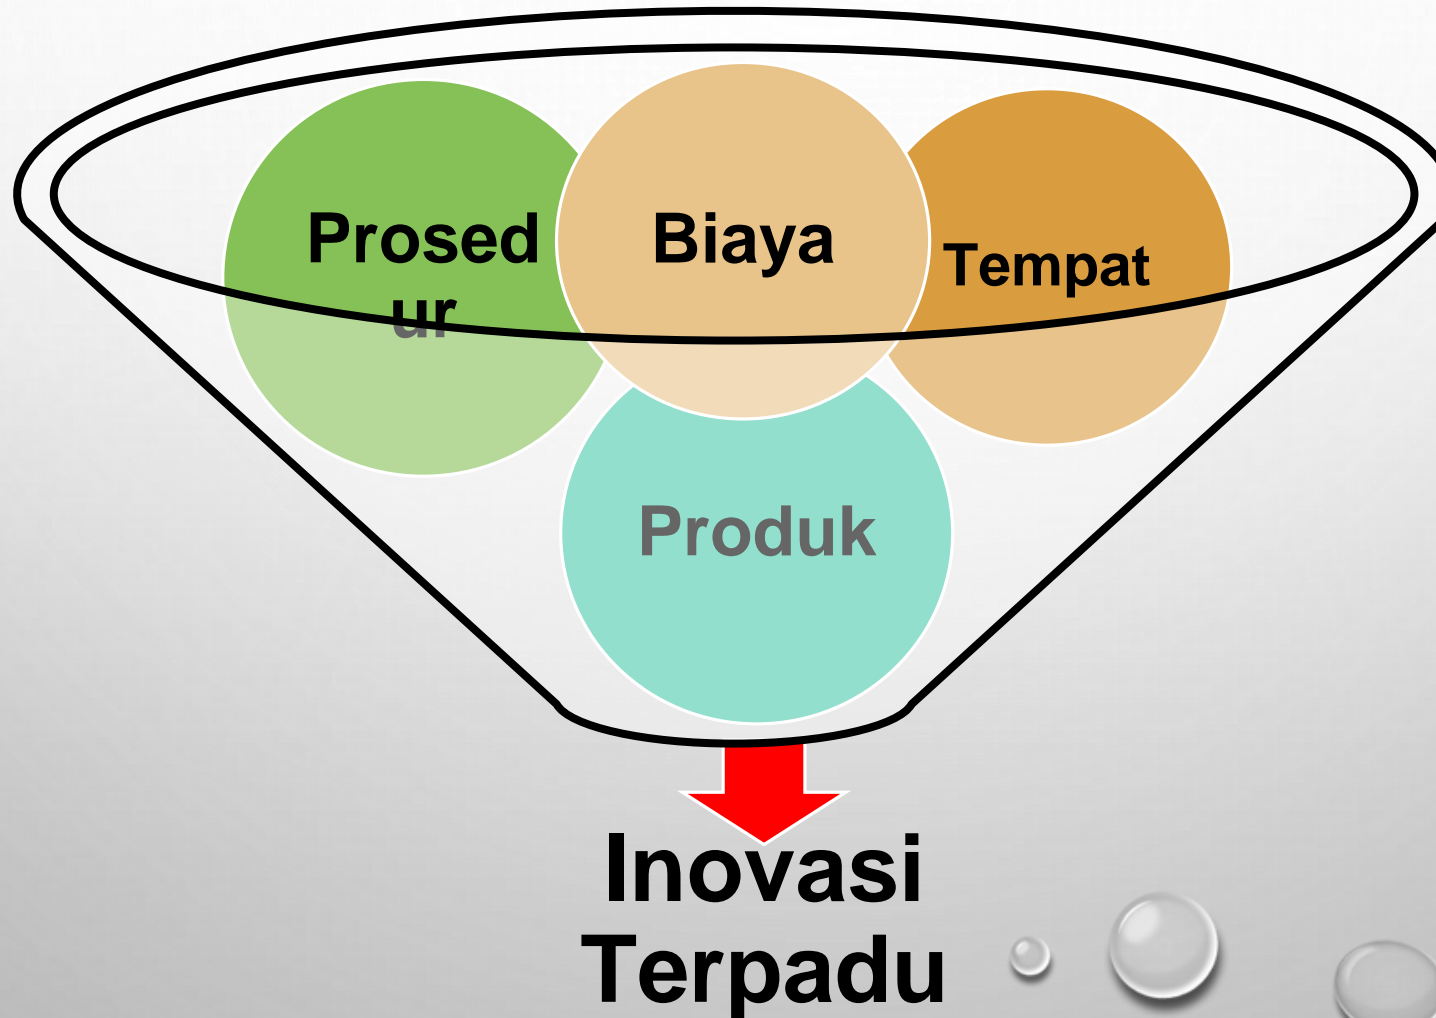 Prosed
ur
Biaya
Tempat
Produk
Inovasi
Terpadu